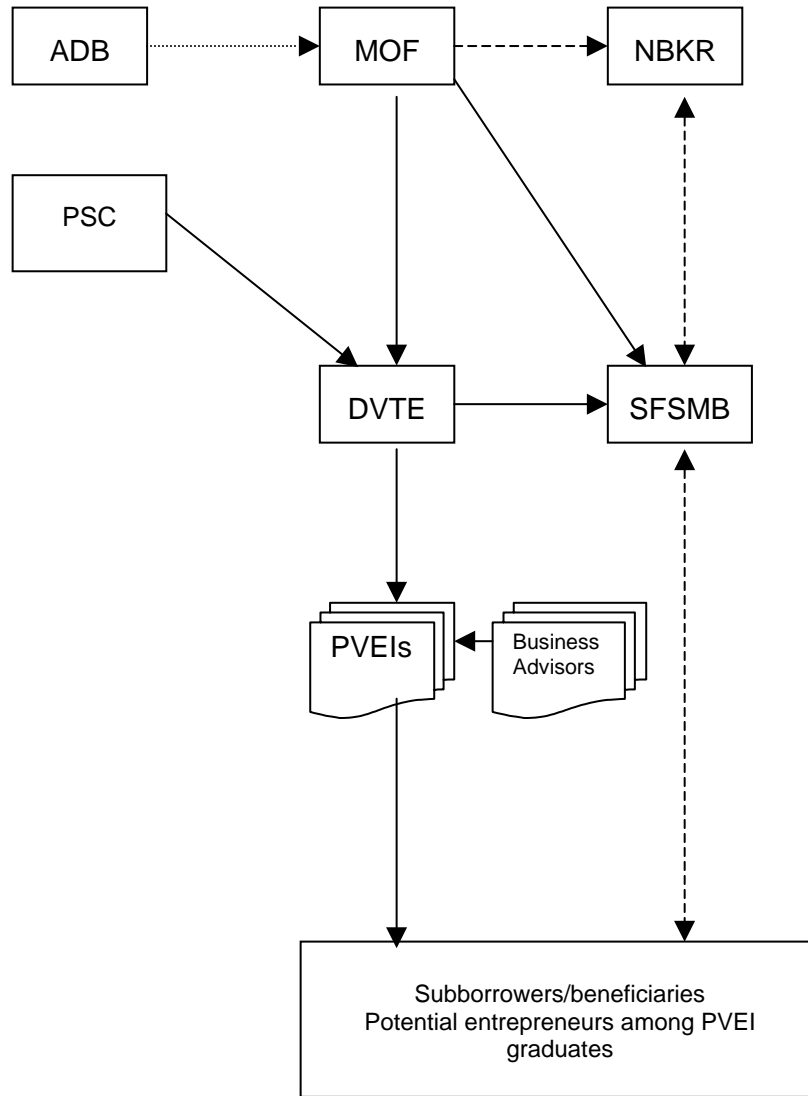 ADB
MOF
NBKR
PSC
DVTE
SFSMB
PVEIs
Business
Advisors
Subborrowers/beneficiaries
Potential entrepreneurs among PVEI
graduates